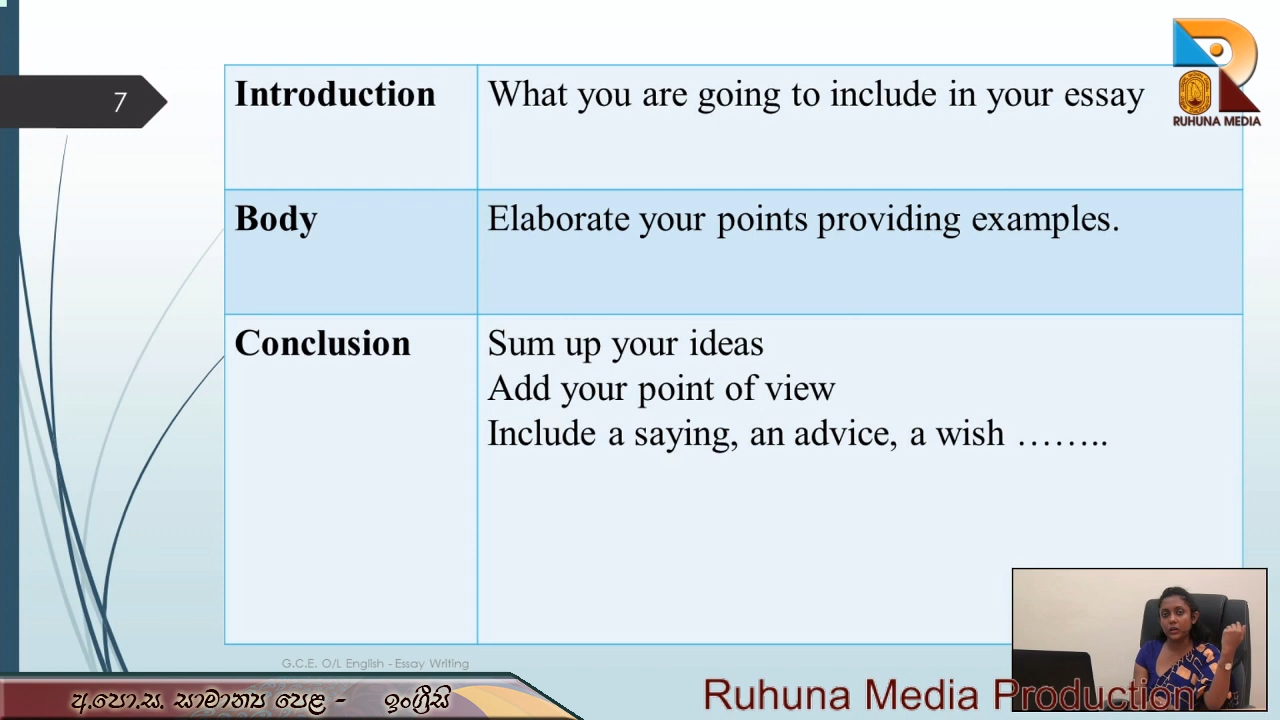 7
Introduction
What you are going to include in your essay
RUHUNA MEDIA
Body
Elaborate your points providing examples.
Conclusion
Sum up your ideas
Add your point of view
Include a saying, an advice, a wish ……..
G.C.E. O/L English - Essay Writing
අ.පො.ස. සාමාන්‍ය පෙළ - ඉංග්‍රීසි
Ruhuna Media Production